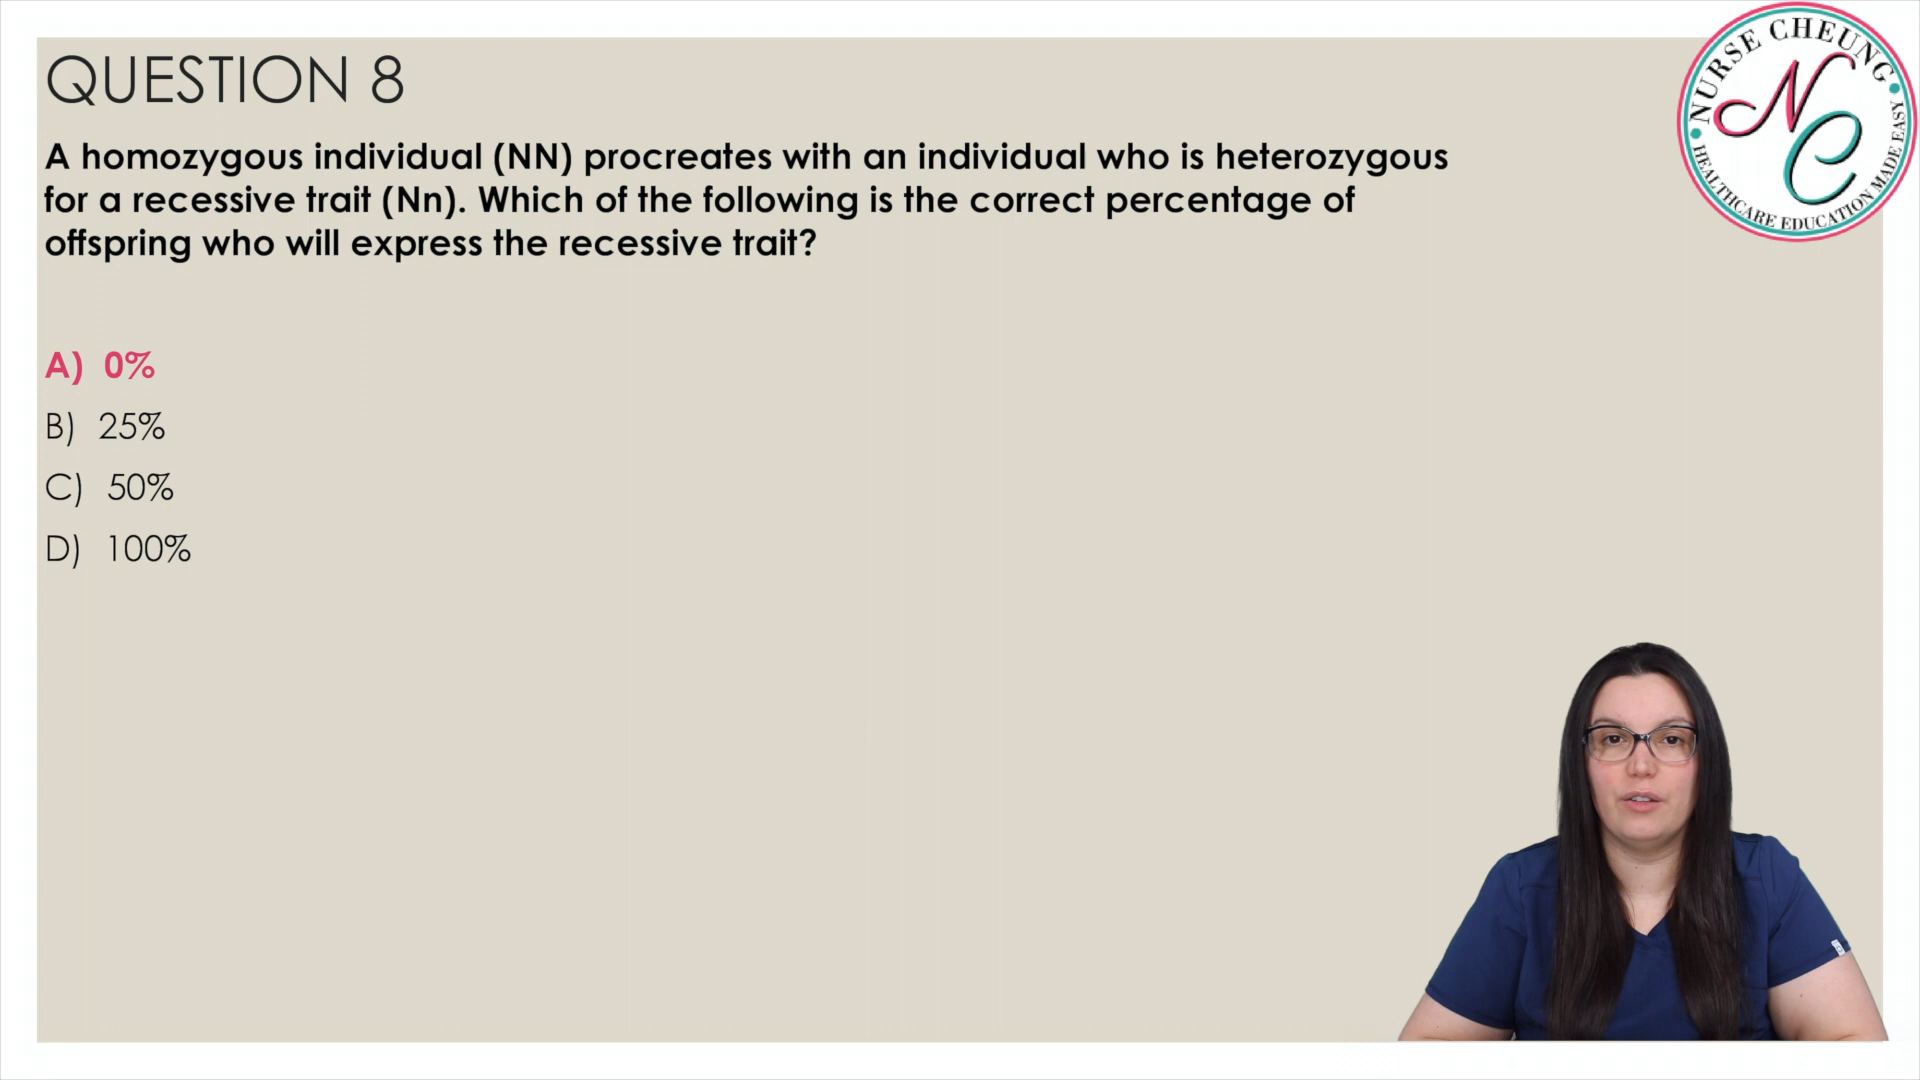 QUESTION 8
A homozygous individual (NN) procreates with an individual who is heterozygous
for a recessive trait (Nn). Which of the following is the correct percentage of
offspring who will express the recessive trait?
A) 0%
B) 25%
C) 50%
D) 100%
NURSE CHEUNG
NC
HEALTHCARE EDUCATION MADE EASY